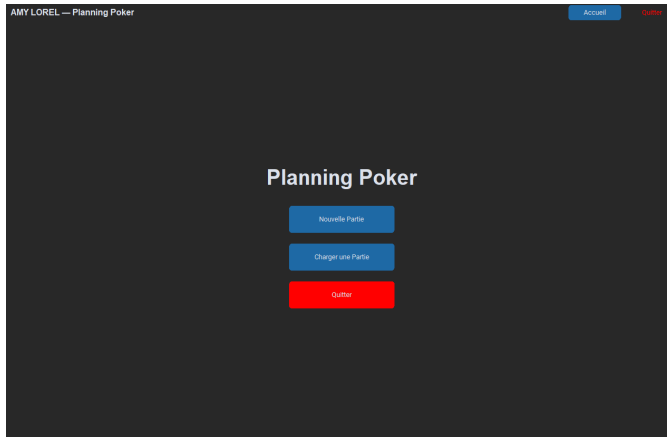 AMY LOREL — Planning Poker
Accueil
Quitter
Planning Poker
Nouvelle Partie
Charger une Partie
Quitter